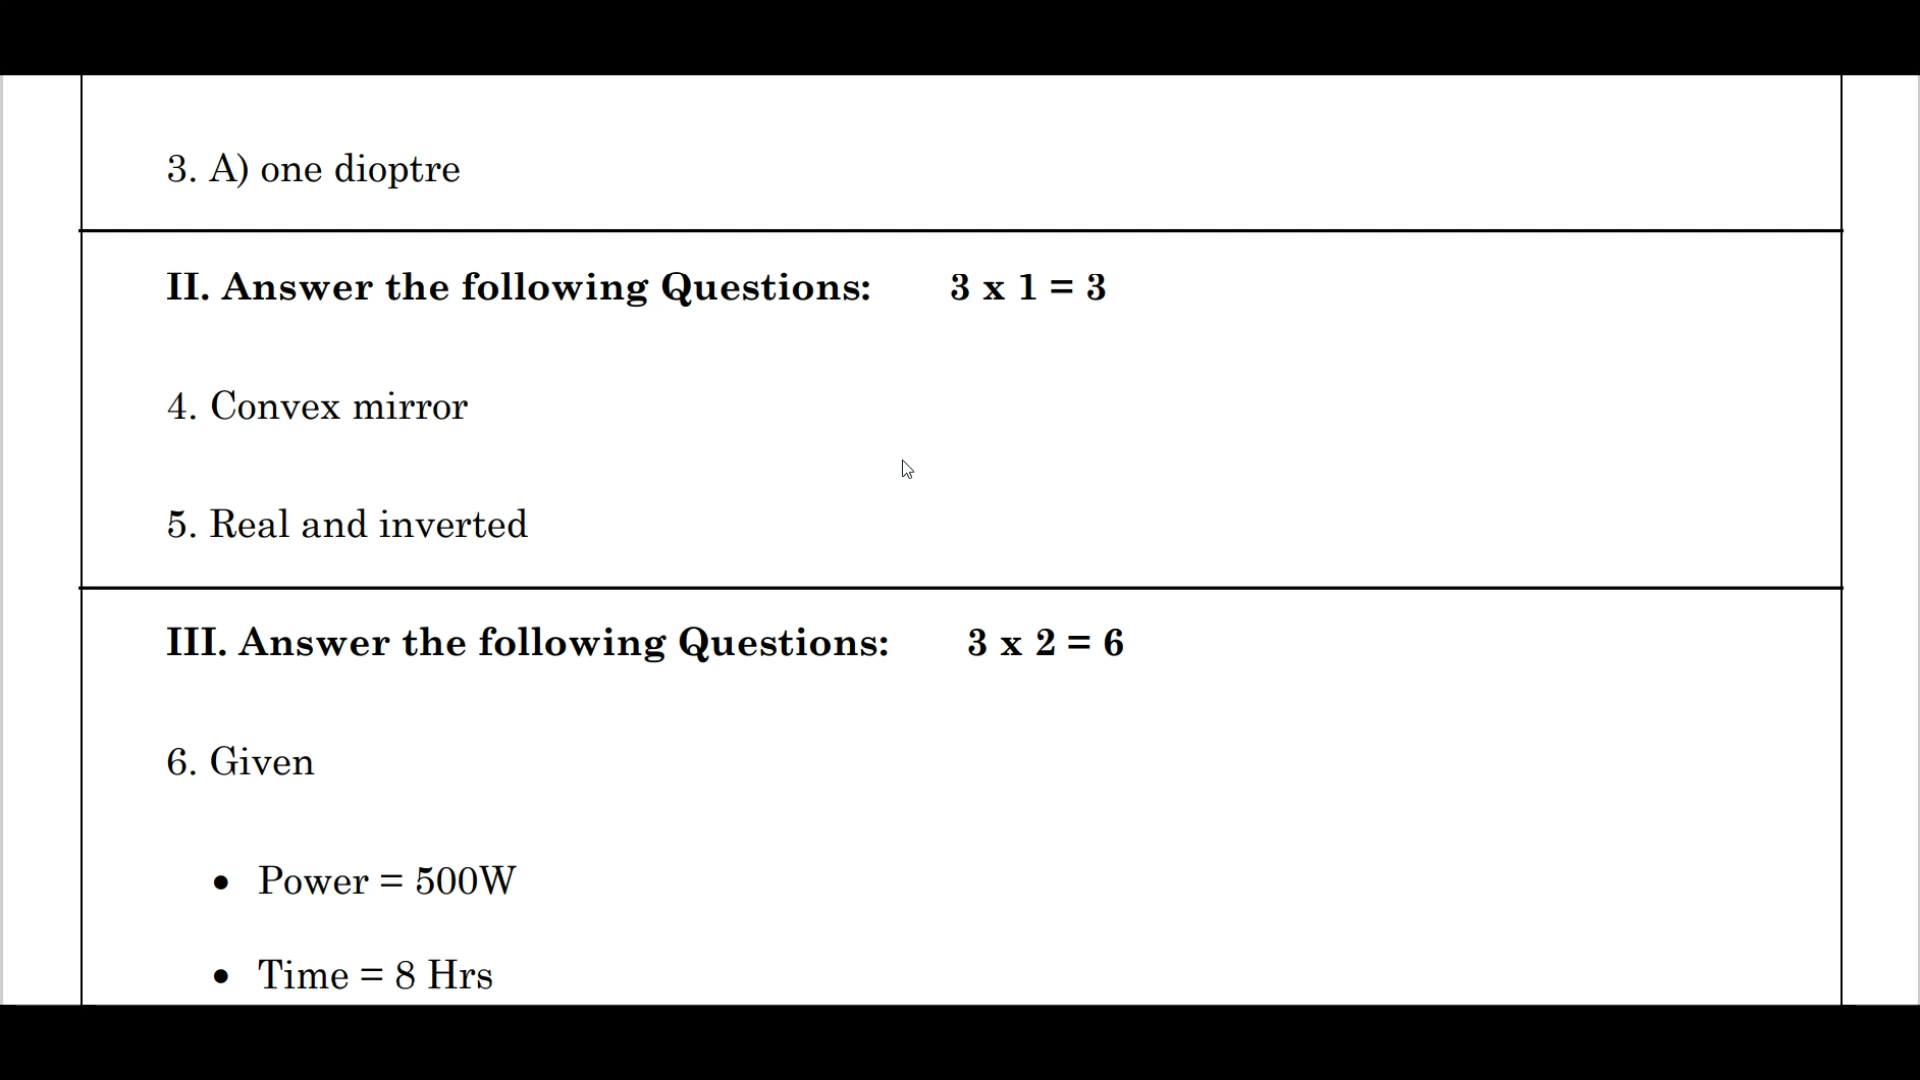 3. A) one dioptre
II. Answer the following Questions: 3 x 1 = 3
4. Convex mirror
5. Real and inverted
III. Answer the following Questions: 3 x 2 = 6
6. Given
• Power = 500W
• Time = 8 Hrs